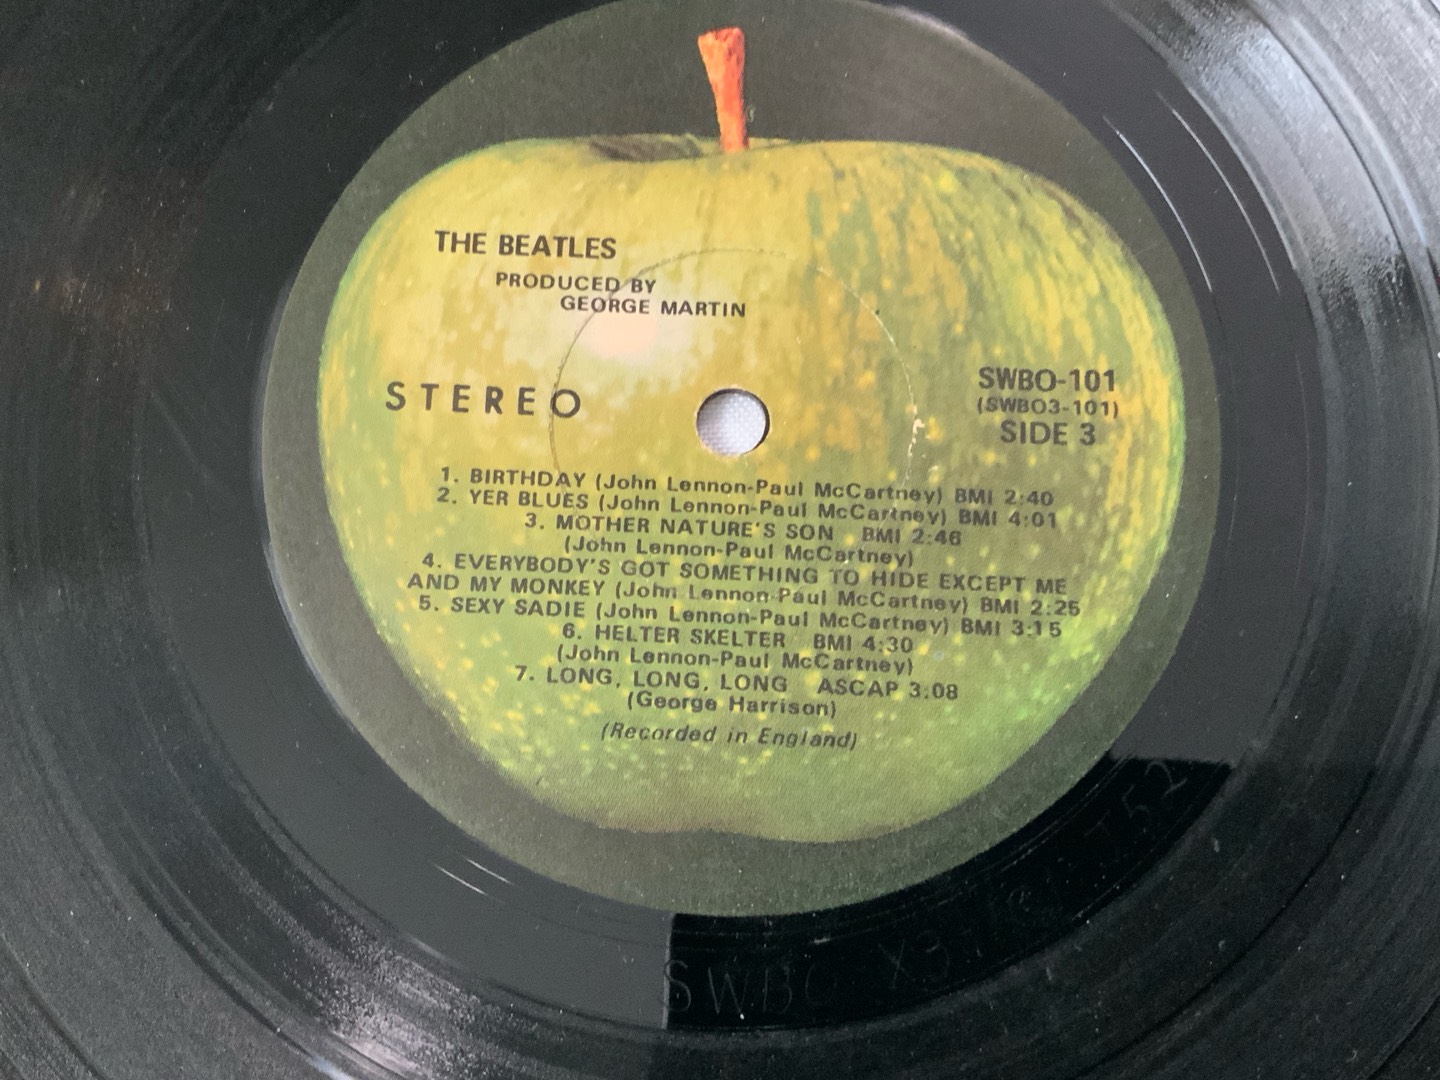 THE BEATLES
PRODUCED BY
GEORGE MARTIN
STEREO
SWBO-101
(SWBO3-101)
SIDE 3
1. BIRTHDAY (John Lennon-Paul McCartney) BMI 2:40
2. YER BLUES (John Lennon-Paul McCartney) BMI 4:01
3. MOTHER NATURE'S SON BMI 2:46
(John Lennon-Paul McCartney)
4. EVERYBODY'S GOT SOMETHING TO HIDE EXCEPT ME
AND MY MONKEY (John Lennon-Paul McCartney) BMI 2:25
5. SEXY SADIE (John Lennon-Paul McCartney) BMI 3:15
6. HELTER SKELTER BMI 4:30
(John Lennon-Paul McCartney)
7. LONG, LONG, LONG ASCAP 3:08
(George Harrison)
(Recorded in England)
SWBO